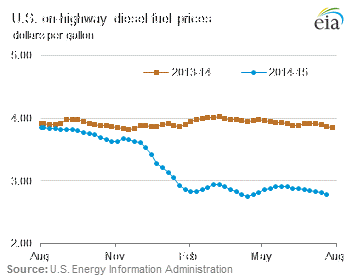 U.S. on-highway diesel fuel prices
dollars per gallon
eia
5.00
2013-14
2014-15
4.00
3.00
2.00
Aug
Nov
Feb
May
Aug
Source: U.S. Energy Information Administration